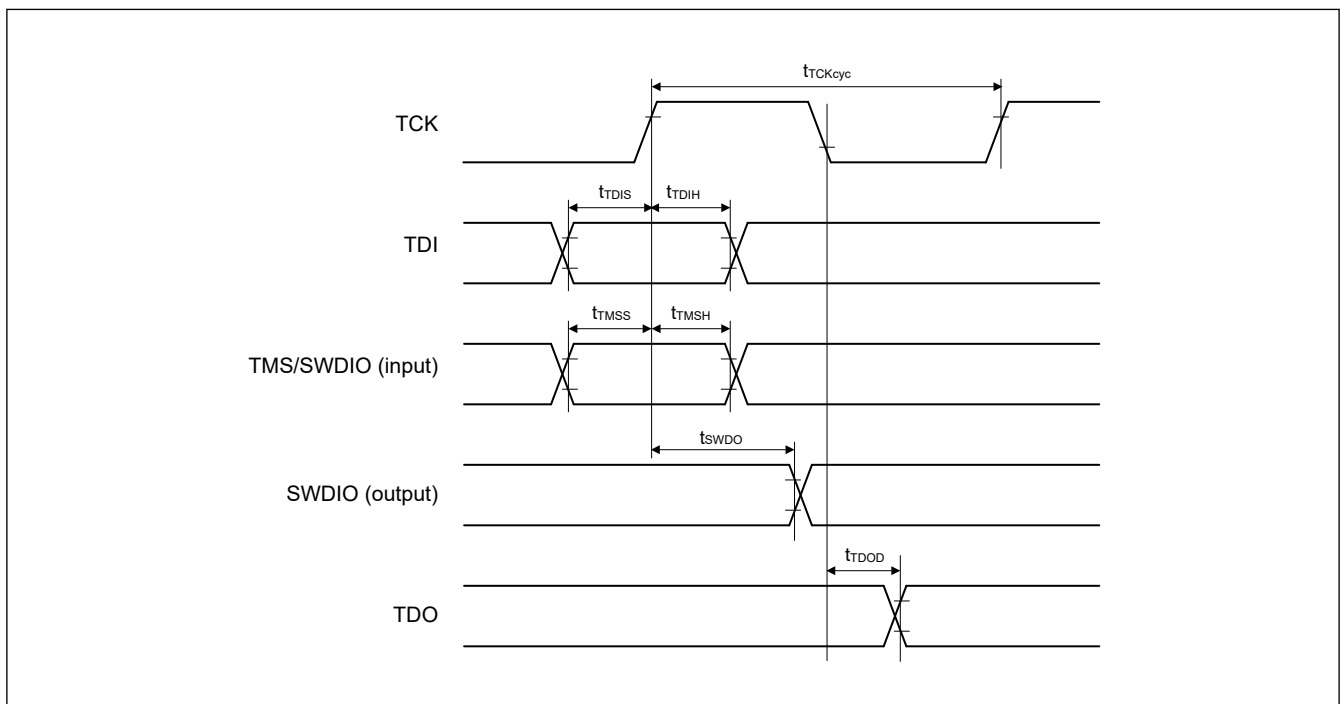 tTCKcyc
TCK
tTDIS
tTDIH
TDI
tTMSS
tTMSH
TMS/SWDIO (input)
tSWDO
SWDIO (output)
tTDOD
TDO